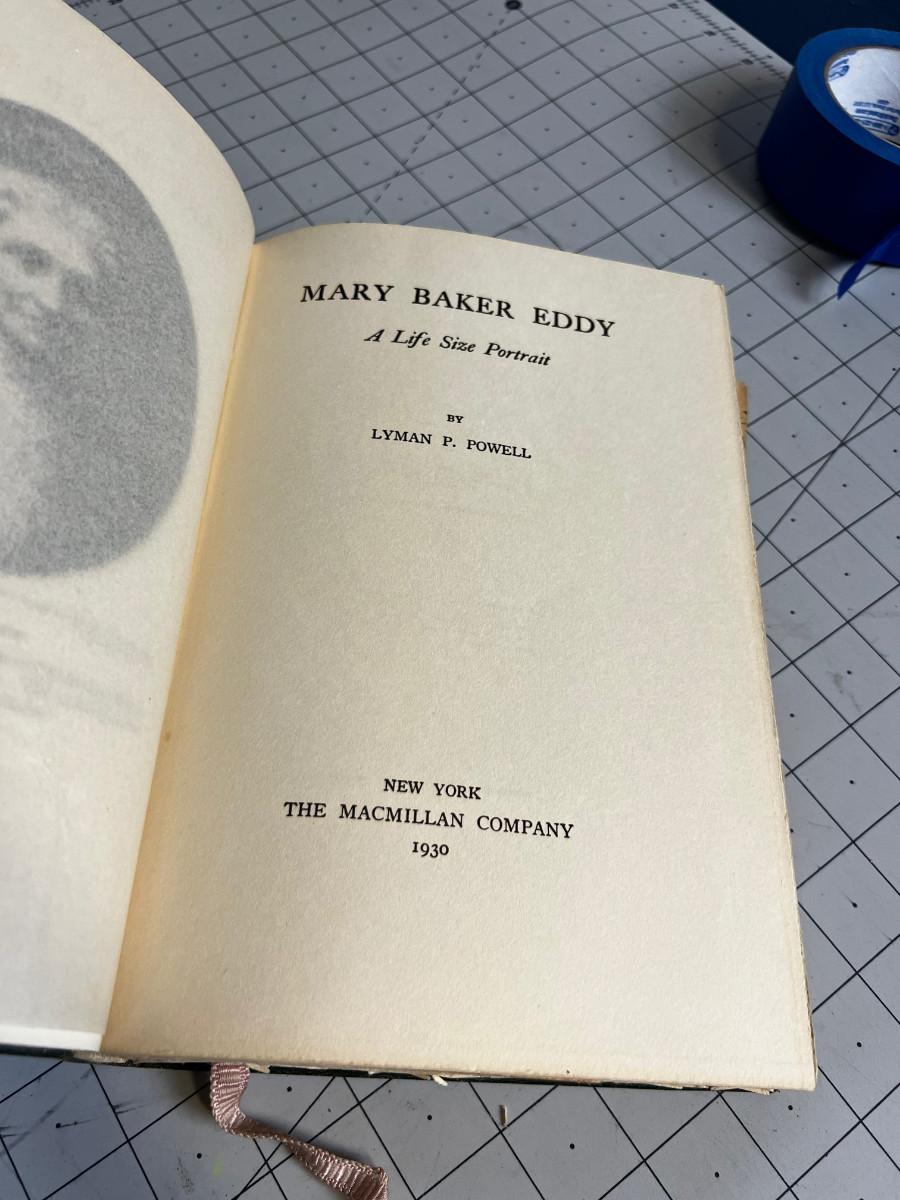 MARY BAKER EDDY
A Life Size Portrait
BY
LYMAN P. POWELL
NEW YORK
THE MACMILLAN COMPANY
1930